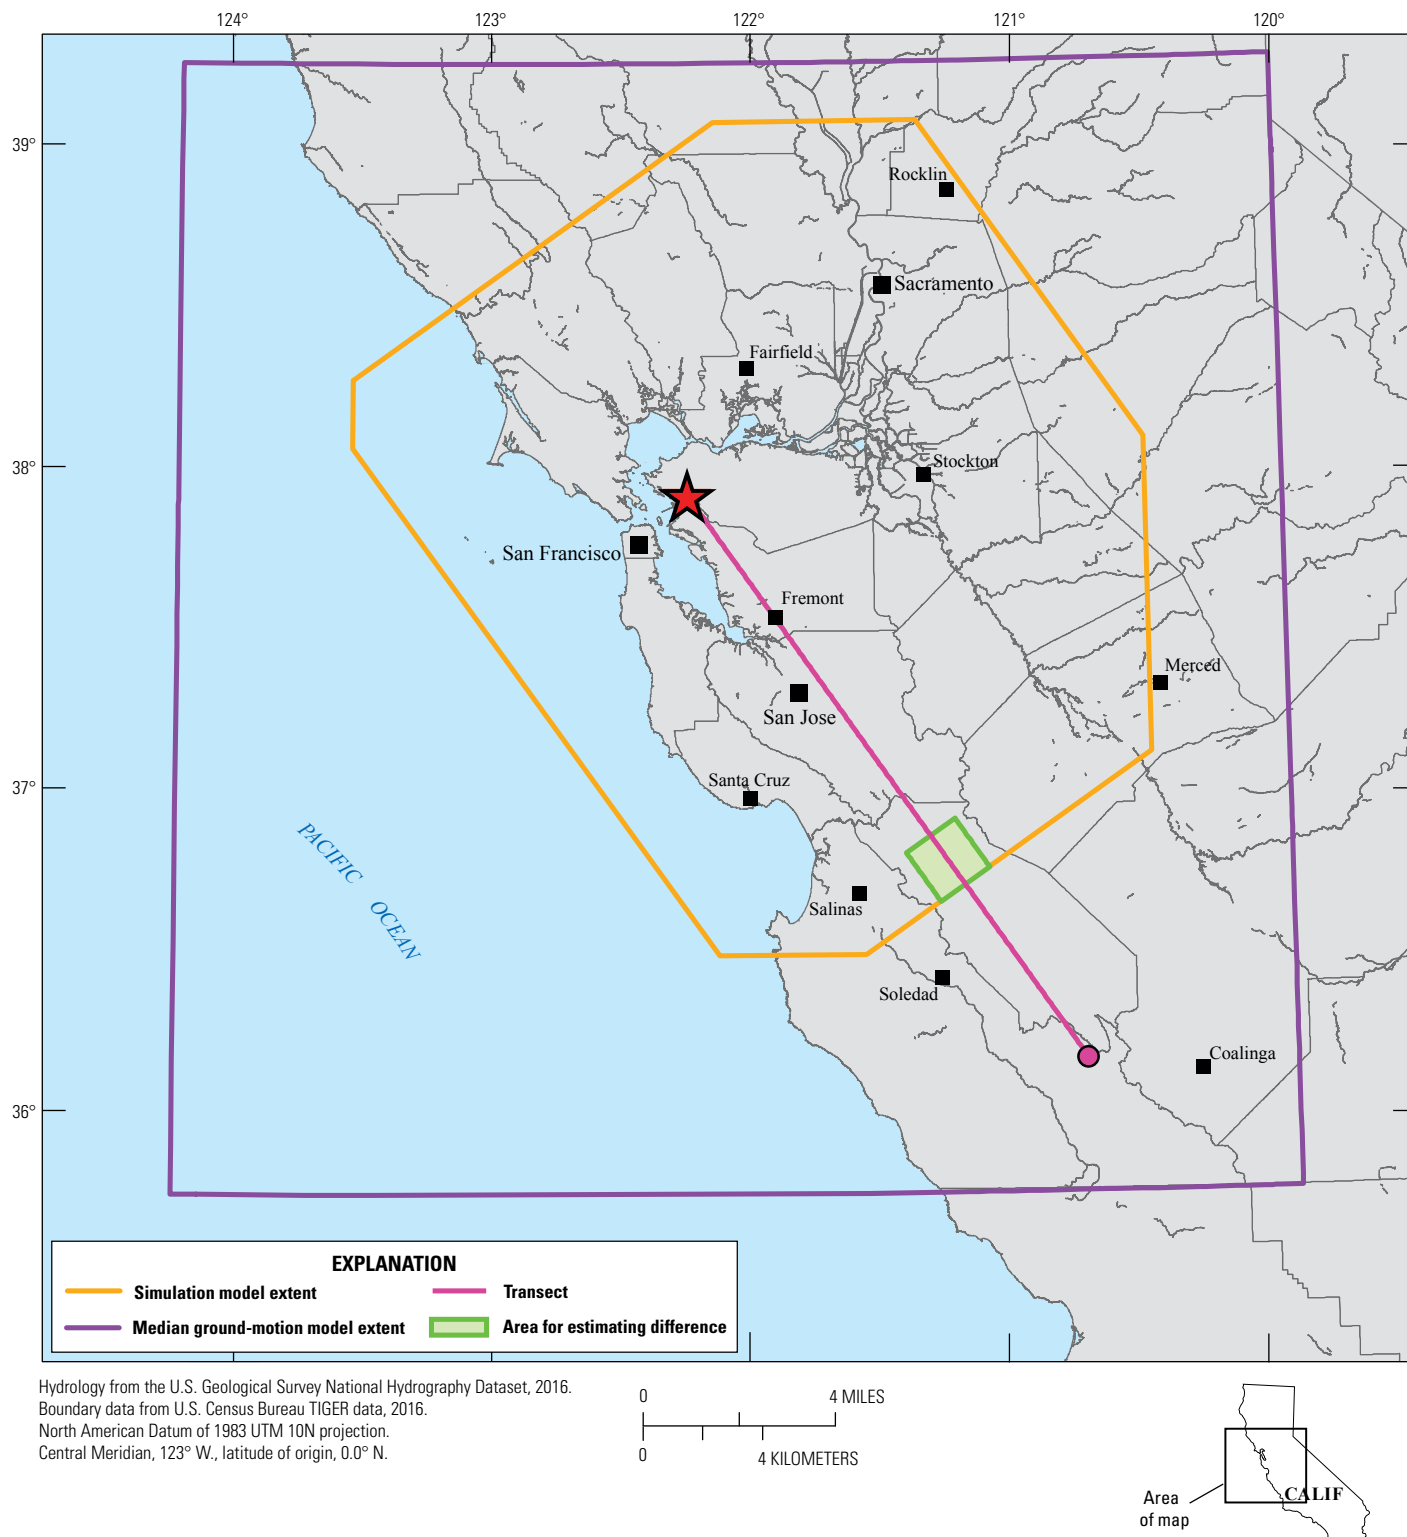 124°
123°
122°
121°
120°
39°
38°
37°
36°
Rocklin
Sacramento
Fairfield
Stockton
San Francisco
Fremont
Merced
San Jose
Santa Cruz
PACIFIC
OCEAN
Salinas
Soledad
Coalinga
EXPLANATION
Simulation model extent
Transect
Median ground-motion model extent
Area for estimating difference
Hydrology from the U.S. Geological Survey National Hydrography Dataset, 2016.
Boundary data from U.S. Census Bureau TIGER data, 2016.
North American Datum of 1983 UTM 10N projection.
Central Meridian, 123° W., latitude of origin, 0.0° N.
0
4 MILES
0
4 KILOMETERS
Area
of map
CALIF